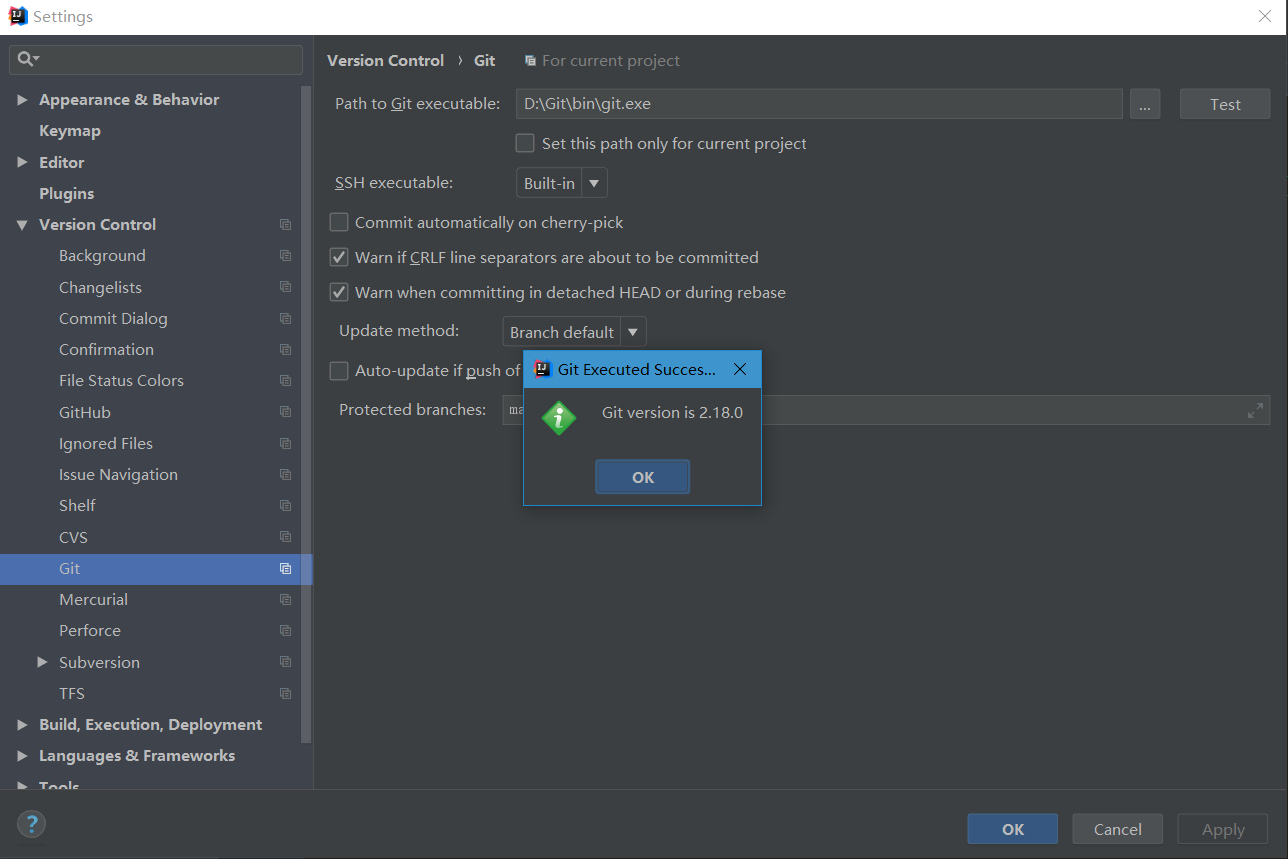 Settings
Appearance & Behavior
Keymap
Editor
Plugins
Version Control
Background
Changelists
Commit Dialog
Confirmation
File Status Colors
GitHub
Ignored Files
Issue Navigation
Shelf
CVS
Git
Mercurial
Perforce
Subversion
TFS
Build, Execution, Deployment
Languages & Frameworks
Tools
Version Control › Git For current project
Path to Git executable: D:\Git\bin\git.exe ... Test
Set this path only for current project
SSH executable: Built-in
Commit automatically on cherry-pick
Warn if CRLF line separators are about to be committed
Warn when committing in detached HEAD or during rebase
Update method: Branch default
Auto-update if push of
Protected branches: ma
Git Executed Succes...
Git version is 2.18.0
OK
? OK Cancel Apply